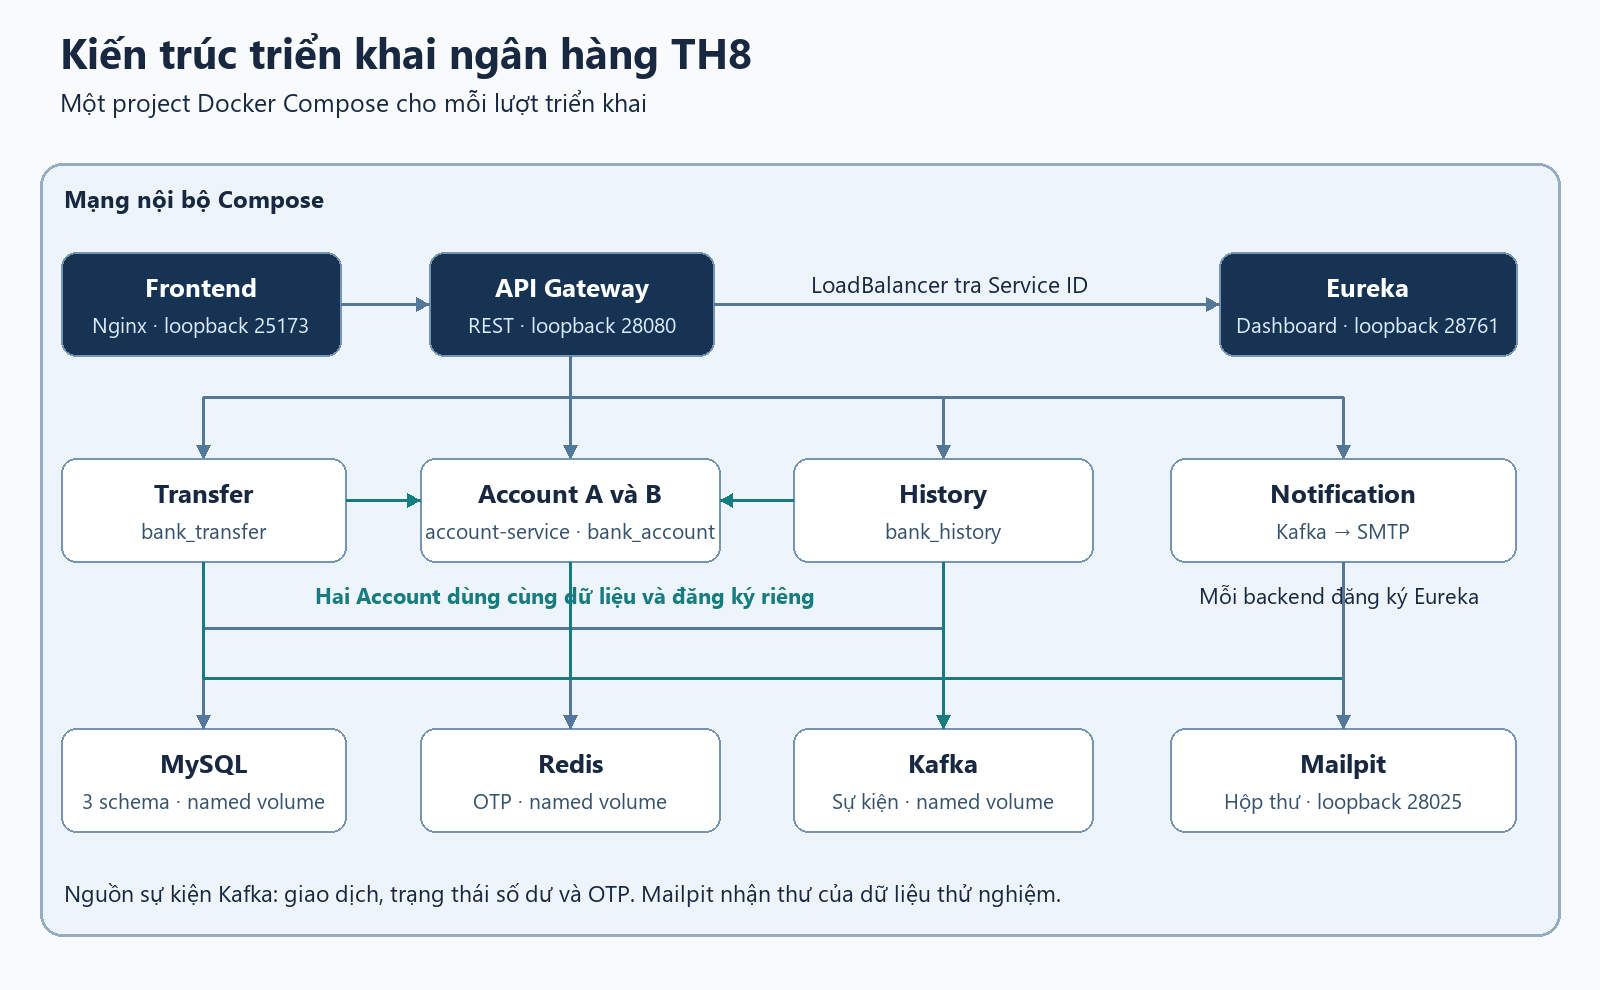 Kiến trúc triển khai ngân hàng TH8
Một project Docker Compose cho mỗi lượt triển khai
Mạng nội bộ Compose
Frontend
Nginx · loopback 25173
API Gateway
REST · loopback 28080
LoadBalancer tra Service ID
Eureka
Dashboard · loopback 28761
Transfer
bank_transfer
Account A và B
account-service · bank_account
History
bank_history
Notification
Kafka → SMTP
Hai Account dùng cùng dữ liệu và đăng ký riêng
Mỗi backend đăng ký Eureka
MySQL
3 schema · named volume
Redis
OTP · named volume
Kafka
Sự kiện · named volume
Mailpit
Hộp thư · loopback 28025
Nguồn sự kiện Kafka: giao dịch, trạng thái số dư và OTP. Mailpit nhận thư của dữ liệu thử nghiệm.